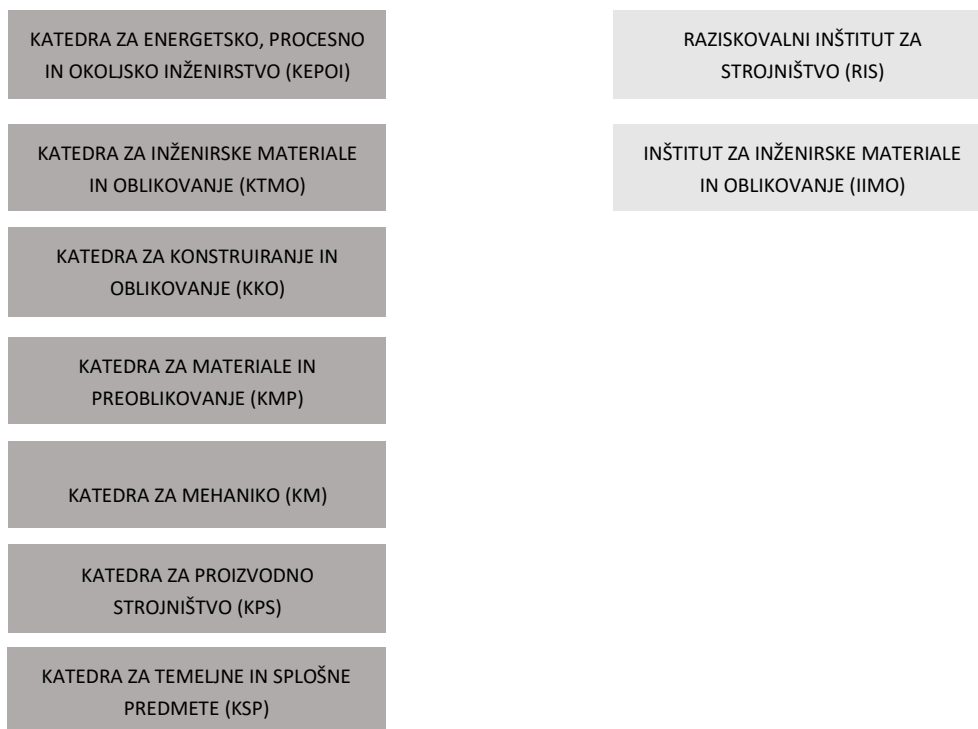 KATEDRA ZA ENERGETSKO, PROCESNO
IN OKOLJSKO INŽENIRSTVO (KEPOI)
KATEDRA ZA INŽENIRSKE MATERIALE
IN OBLIKOVANJE (KTMO)
KATEDRA ZA KONSTRUIRANJE IN
OBLIKOVANJE (KKO)
KATEDRA ZA MATERIALE IN
PREOBLIKOVANJE (KMP)
KATEDRA ZA MEHANIKO (KM)
KATEDRA ZA PROIZVODNO
STROJNIŠTVO (KPS)
KATEDRA ZA TEMELJNE IN SPLOŠNE
PREDMETE (KSP)
RAZISKOVALNI INŠTITUT ZA
STROJNIŠTVO (RIS)
INŠTITUT ZA INŽENIRSKE MATERIALE
IN OBLIKOVANJE (IIMO)